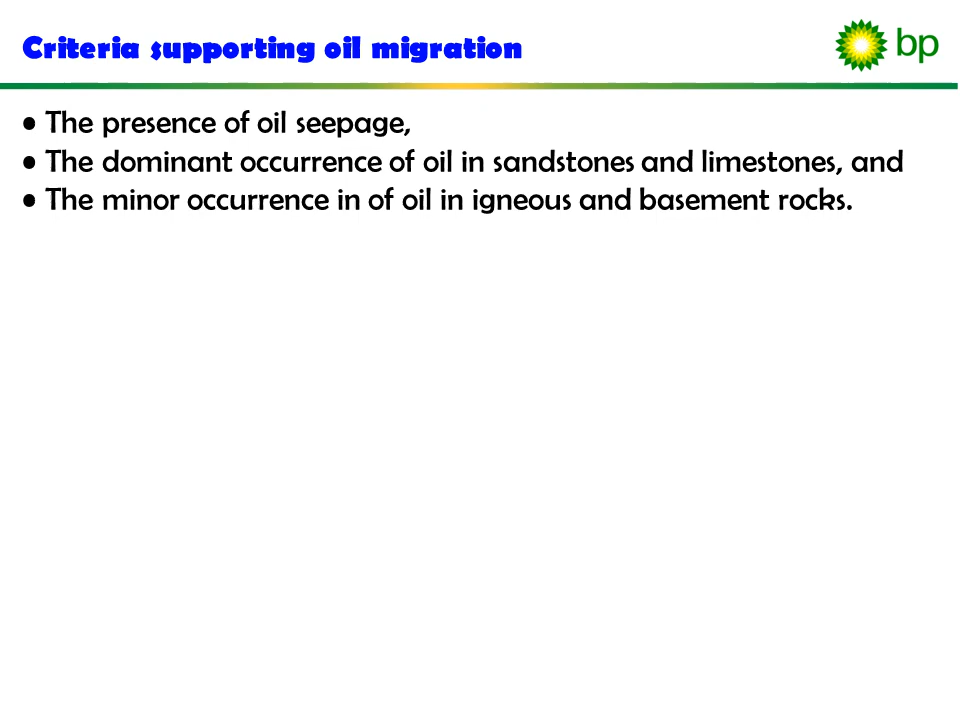 Criteria supporting oil migration
bp
• The presence of oil seepage,
• The dominant occurrence of oil in sandstones and limestones, and
• The minor occurrence in of oil in igneous and basement rocks.